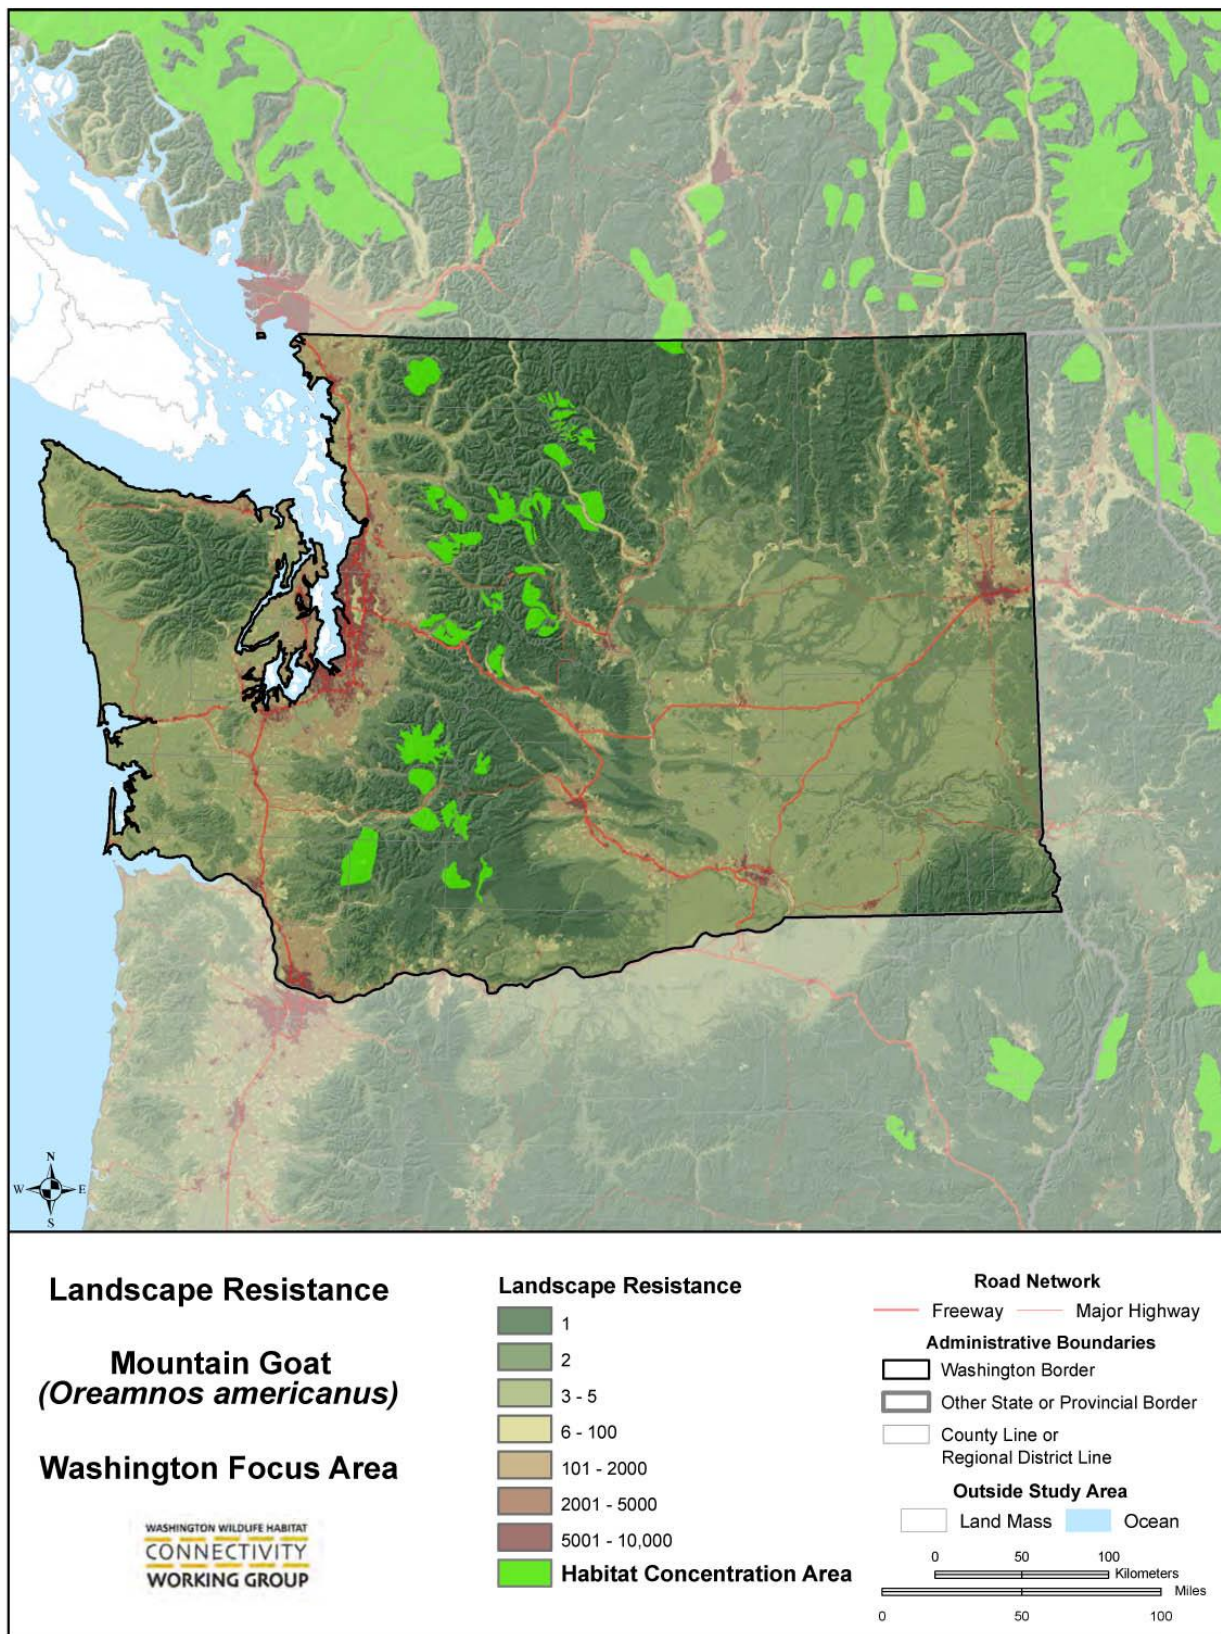 N
W
E
S
Landscape Resistance
Mountain Goat
(Oreamnos americanus)
Washington Focus Area
WASHINGTON WILDLIFE HABITAT
CONNECTIVITY
WORKING GROUP
Landscape Resistance
1
2
3 - 5
6 - 100
101 - 2000
2001 - 5000
5001 - 10,000
Habitat Concentration Area
Road Network
Freeway
Major Highway
Administrative Boundaries
Washington Border
Other State or Provincial Border
County Line or
Regional District Line
Outside Study Area
Land Mass
Ocean
0 50 100
Kilometers
Miles
0 50 100